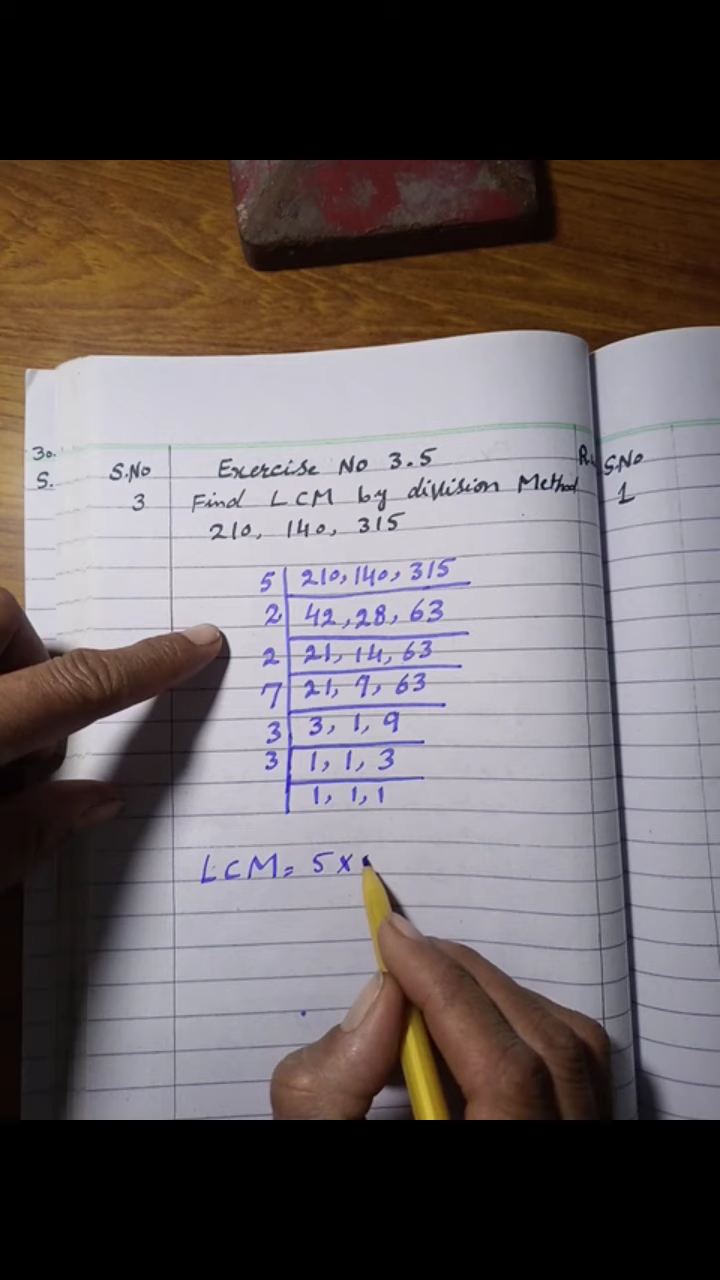 30.
S. S.No Exercise No 3.5 R S.No
3 Find LCM by division Method 1
210, 140, 315
5 210, 140, 315
2 42, 28, 63
2 21, 14, 63
7 21, 7, 63
3 3, 1, 9
3 1, 1, 3
1, 1, 1
LCM = 5 ×